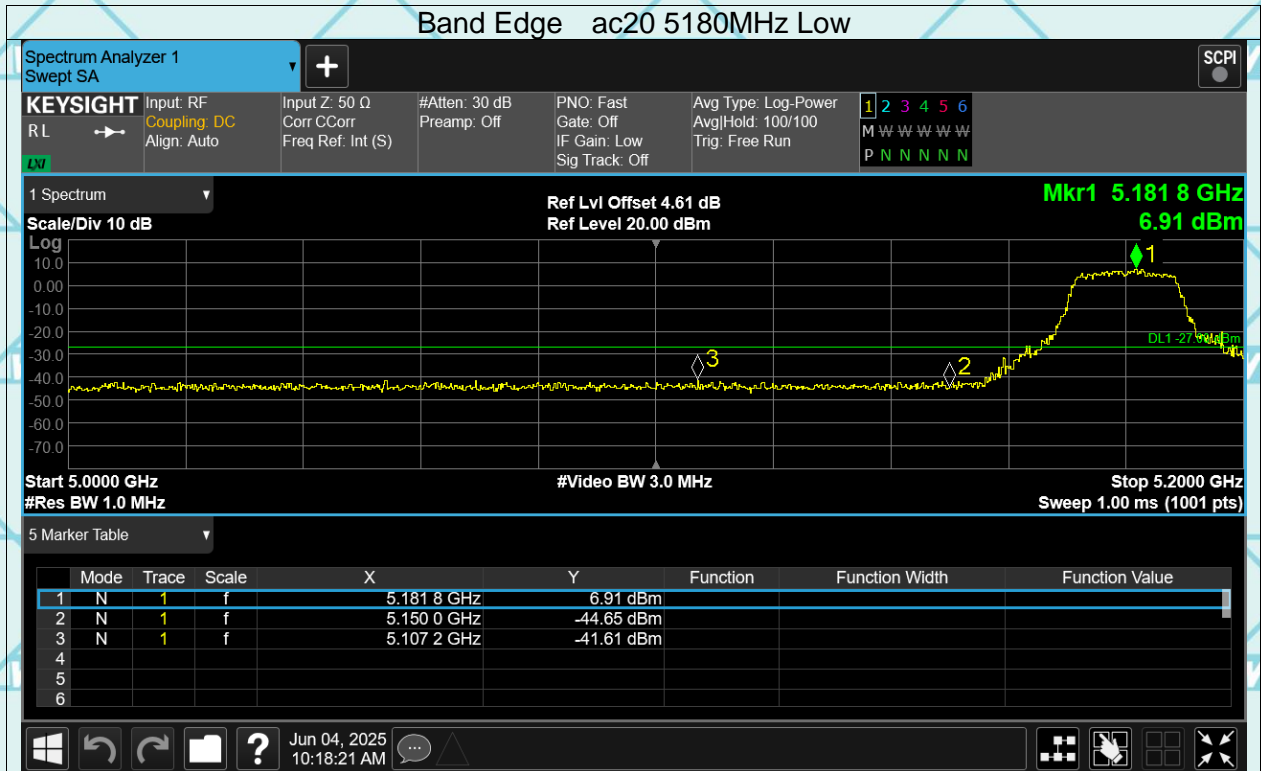 Band Edge ac20 5180MHz Low
Spectrum Analyzer 1
Swept SA
+
SCPI
KEYSIGHT
R L
LXI
Input: RF
Coupling: DC
Align: Auto
Input Z: 50 Ω
Corr CCorr
Freq Ref: Int (S)
#Atten: 30 dB
Preamp: Off
PNO: Fast
Gate: Off
IF Gain: Low
Sig Track: Off
Avg Type: Log-Power
Avg|Hold: 100/100
Trig: Free Run
1 2 3 4 5 6
M W W W W W
P N N N N N
1 Spectrum
Scale/Div 10 dB
Ref Lvl Offset 4.61 dB
Ref Level 20.00 dBm
Mkr1 5.181 8 GHz
6.91 dBm
Log
10.0
0.00
-10.0
-20.0
-30.0
-40.0
-50.0
-60.0
-70.0
1
2
3
DL1 -27.00 dBm
Start 5.0000 GHz
#Video BW 3.0 MHz
Stop 5.2000 GHz
#Res BW 1.0 MHz
Sweep 1.00 ms (1001 pts)
5 Marker Table
Mode Trace Scale X Y Function Function Width Function Value
1 N 1 f 5.181 8 GHz 6.91 dBm
2 N 1 f 5.150 0 GHz -44.65 dBm
3 N 1 f 5.107 2 GHz -41.61 dBm
4
5
6
?
Jun 04, 2025
10:18:21 AM